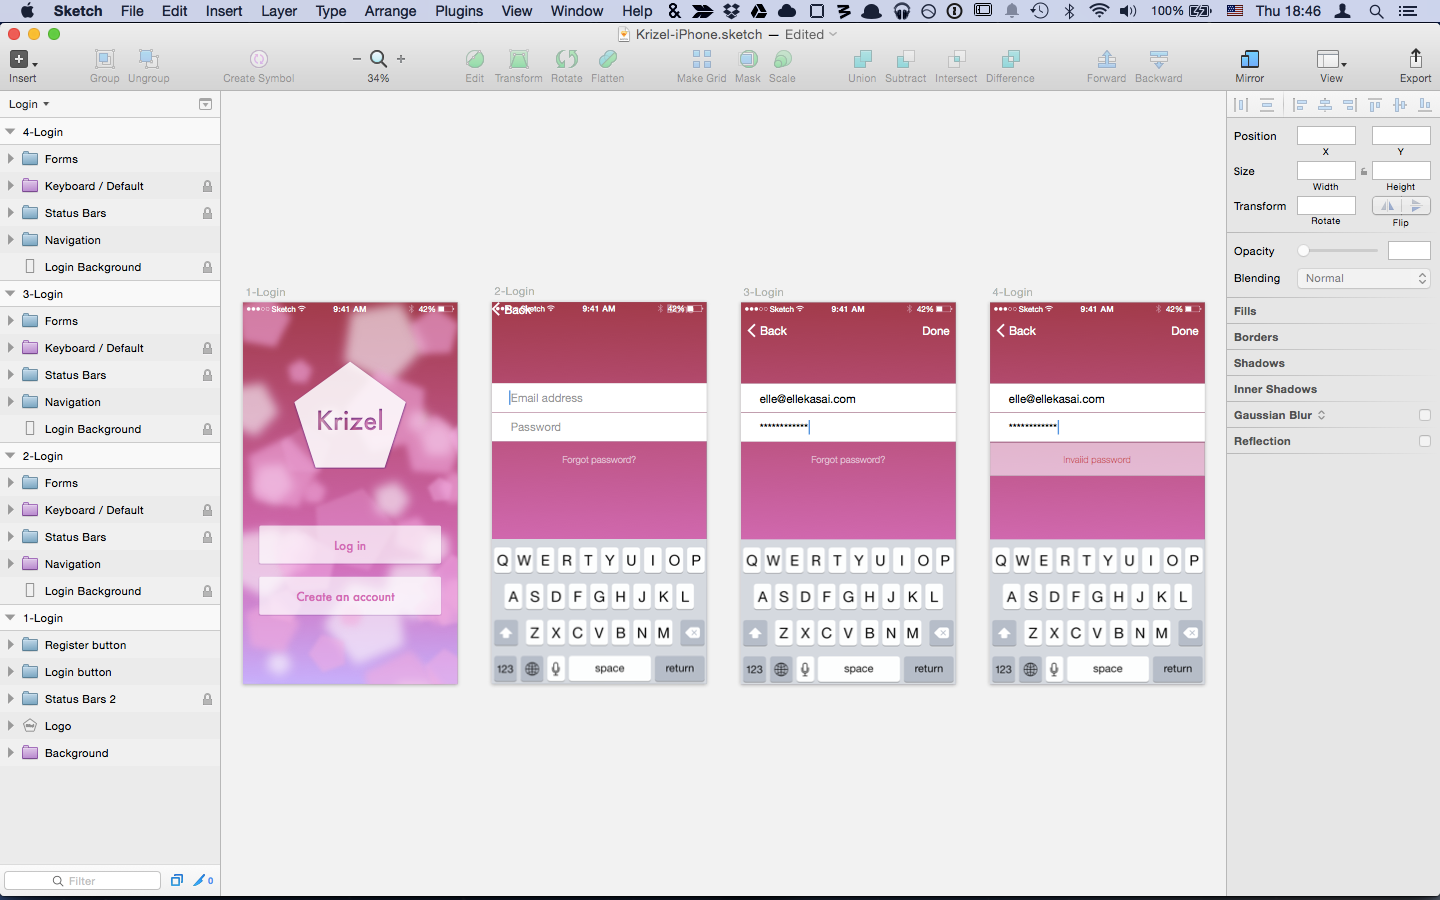 Sketch File Edit Insert Layer Type Arrange Plugins View Window Help 100% Thu 18:46
Krizel-iPhone.sketch — Edited
Insert Group Ungroup Create Symbol 34% Edit Transform Rotate Flatten Make Grid Mask Scale Union Subtract Intersect Difference Forward Backward Mirror View Export
Login
4-Login
Forms
Keyboard / Default
Status Bars
Navigation
Login Background
3-Login
Forms
Keyboard / Default
Status Bars
Navigation
Login Background
2-Login
Forms
Keyboard / Default
Status Bars
Navigation
Login Background
1-Login
Register button
Login button
Status Bars 2
Logo
Background
Filter
0
1-Login
Sketch 9:41 AM 42%
Krizel
Log in
Create an account
2-Login
Back
9:41 AM 42%
Email address
Password
Forgot password?
Q W E R T Y U I O P
A S D F G H J K L
Z X C V B N M
123 space return
3-Login
Sketch 9:41 AM 42%
Back Done
elle@ellekasai.com
************
Forgot password?
Q W E R T Y U I O P
A S D F G H J K L
Z X C V B N M
123 space return
4-Login
Sketch 9:41 AM 42%
Back Done
elle@ellekasai.com
************
Invalid password
Q W E R T Y U I O P
A S D F G H J K L
Z X C V B N M
123 space return
Position
X Y
Size
Width Height
Transform
Rotate Flip
Opacity
Blending Normal
Fills
Borders
Shadows
Inner Shadows
Gaussian Blur
Reflection